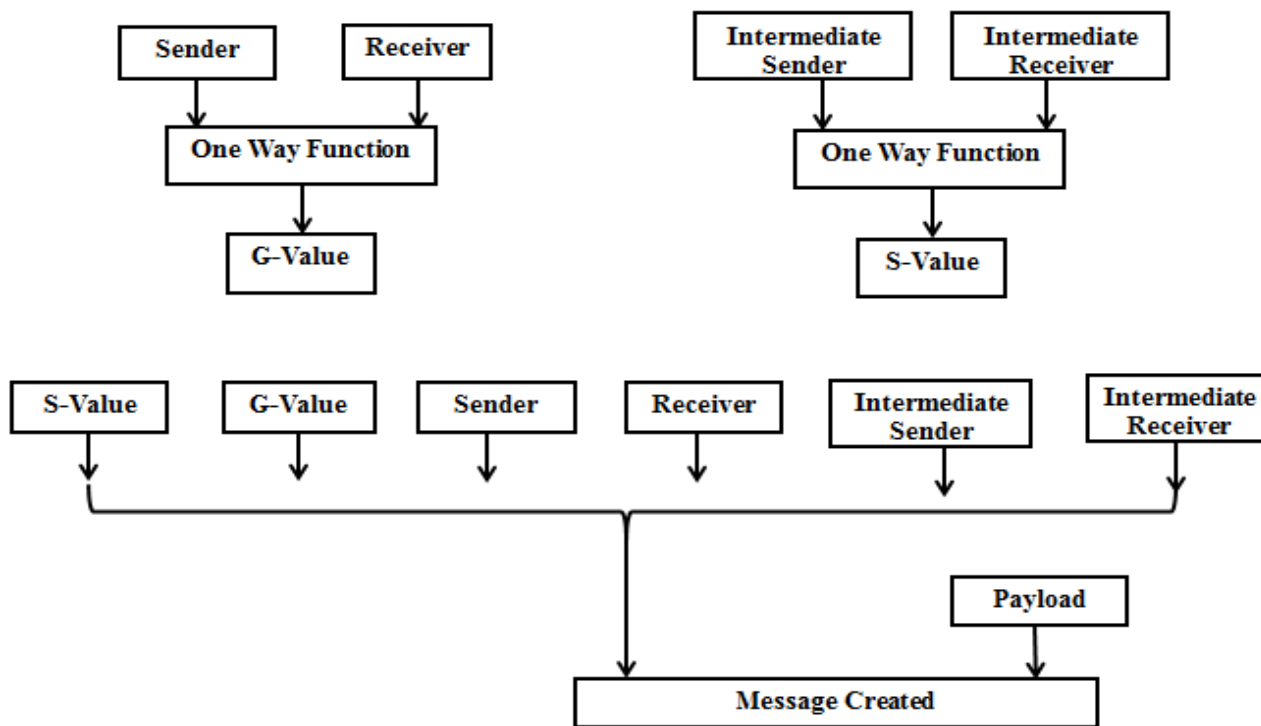 Sender
Receiver
Intermediate
Sender
Intermediate
Receiver
One Way Function
One Way Function
G-Value
S-Value
S-Value
G-Value
Sender
Receiver
Intermediate
Sender
Intermediate
Receiver
Payload
Message Created